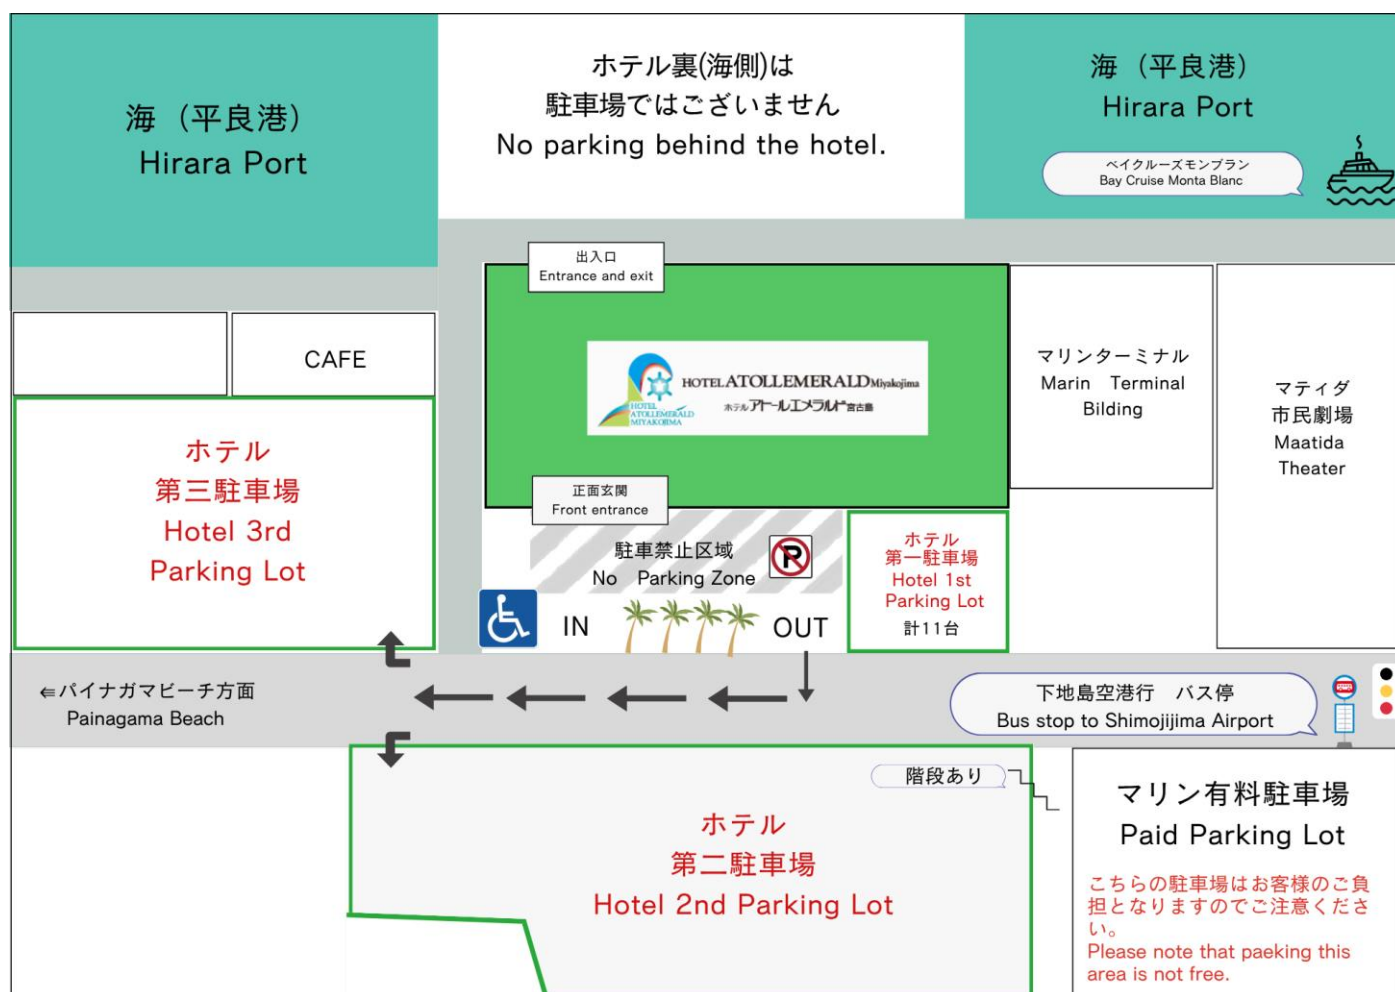 海（平良港）
Hirara Port
ホテル裏(海側)は
駐車場ではございません
No parking behind the hotel.
海（平良港）
Hirara Port
ベイクルーズモンブラン
Bay Cruise Monta Blanc
出入口
Entrance and exit
CAFE
HOTEL
ATOLLEMERALD
MIYAKOJIMA
HOTEL ATOLLEMERALD Miyakojima
ホテル アトールエメラルド 宮古島
マリンターミナル
Marin Terminal
Bilding
マティダ
市民劇場
Maatida
Theater
ホテル
第三駐車場
Hotel 3rd
Parking Lot
正面玄関
Front entrance
駐車禁止区域
No Parking Zone
P
ホテル
第一駐車場
Hotel 1st
Parking Lot
計11台
IN
OUT
⇐パイナガマビーチ方面
Painagama Beach
下地島空港行 バス停
Bus stop to Shimojijima Airport
階段あり
ホテル
第二駐車場
Hotel 2nd Parking Lot
マリン有料駐車場
Paid Parking Lot
こちらの駐車場はお客様のご負
担となりますのでご注意くださ
い。
Please note that paeking this
area is not free.